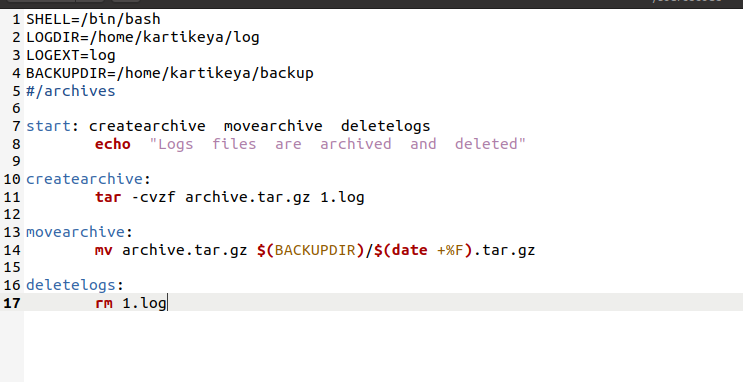 1 SHELL=/bin/bash
2 LOGDIR=/home/kartikeya/log
3 LOGEXT=log
4 BACKUPDIR=/home/kartikeya/backup
5 #/archives
6
7 start: createarchive  movearchive  deletelogs
8         echo  "Logs  files  are  archived  and  deleted"
9
10 createarchive:
11         tar -cvzf archive.tar.gz 1.log
12
13 movearchive:
14         mv archive.tar.gz $(BACKUPDIR)/$(date +%F).tar.gz
15
16 deletelogs:
17         rm 1.log